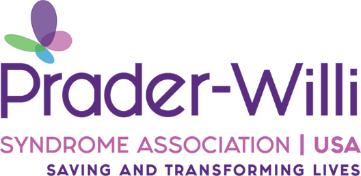 Prader-Willi
SYNDROME ASSOCIATION | USA
SAVING AND TRANSFORMING LIVES